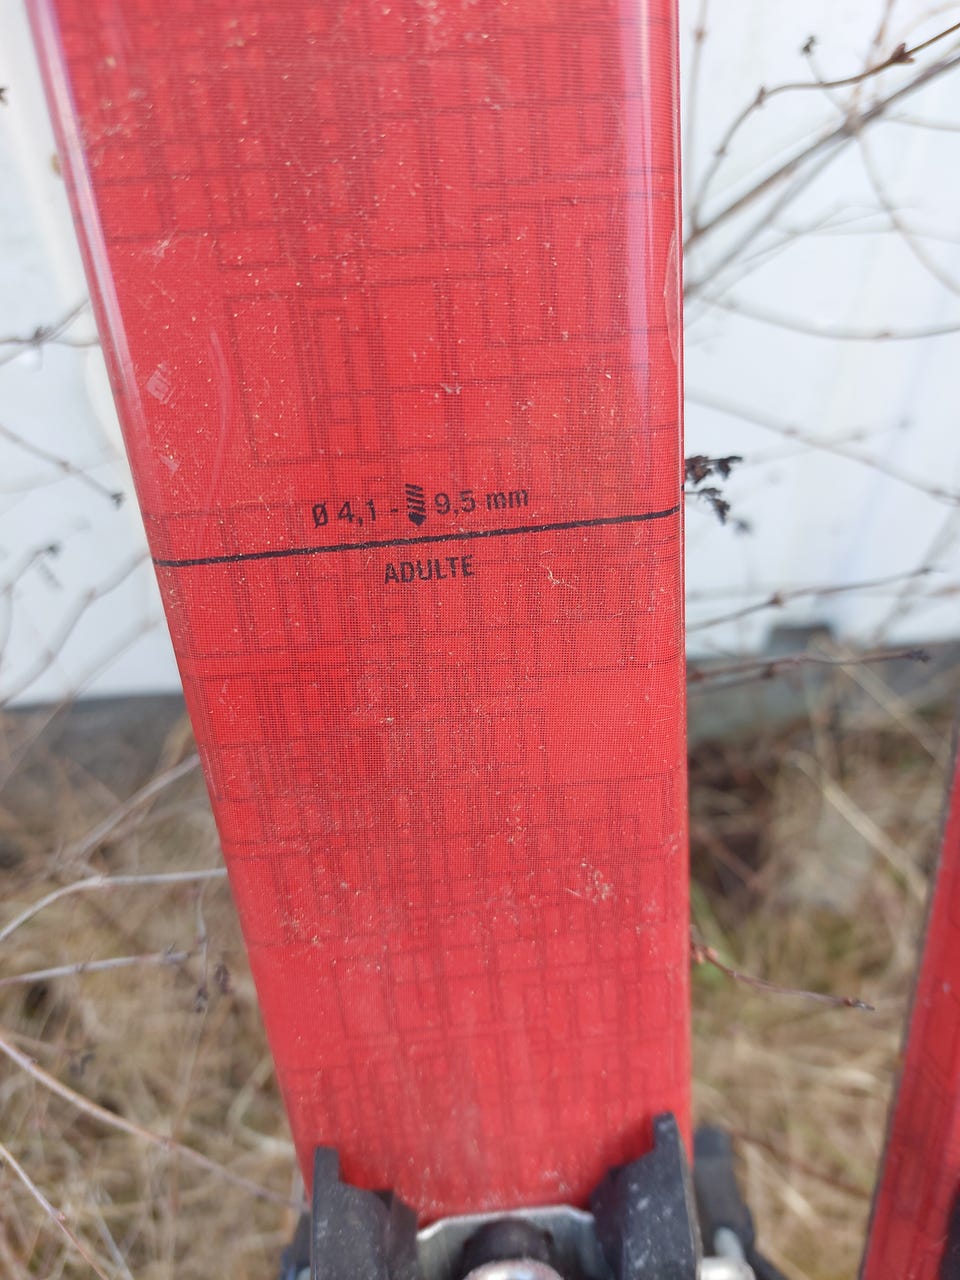 Ø 4,1 - 9,5 mm
ADULTE